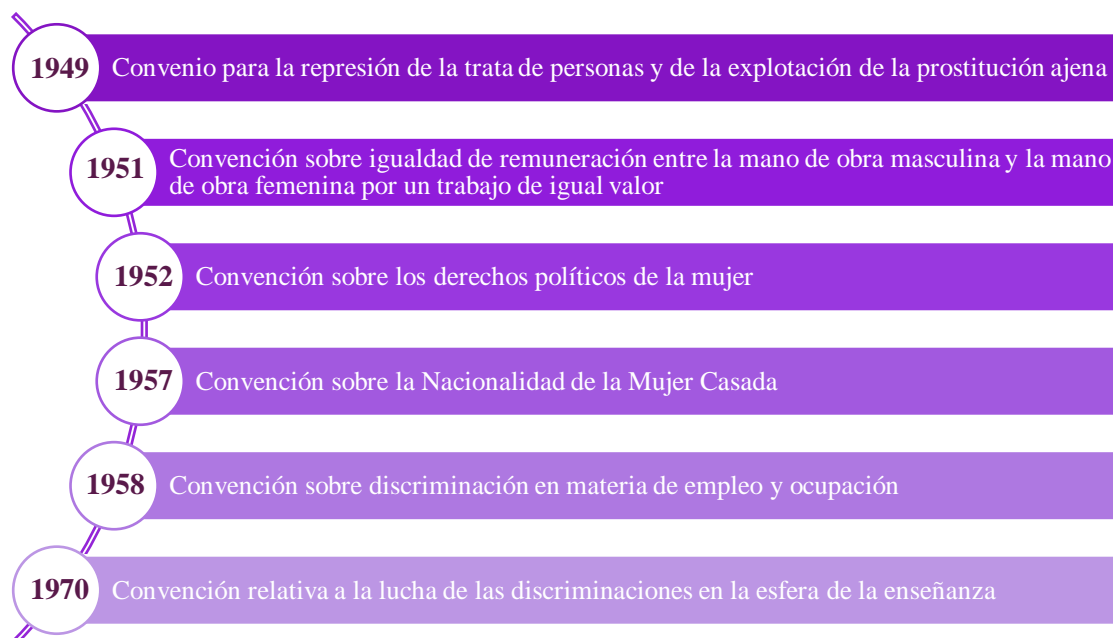 1949 Convenio para la represión de la trata de personas y de la explotación de la prostitución ajena
1951 Convención sobre igualdad de remuneración entre la mano de obra masculina y la mano
de obra femenina por un trabajo de igual valor
1952 Convención sobre los derechos políticos de la mujer
1957 Convención sobre la Nacionalidad de la Mujer Casada
1958 Convención sobre discriminación en materia de empleo y ocupación
1970 Convención relativa a la lucha de las discriminaciones en la esfera de la enseñanza